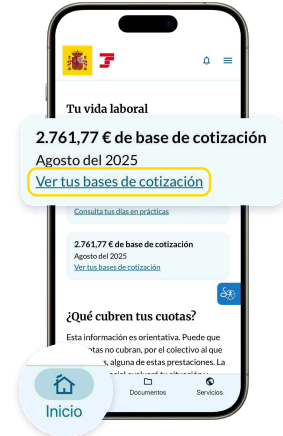 Tu vida laboral
2.761,77 € de base de cotización
Agosto del 2025
Ver tus bases de cotización
Consulta tus días en prácticas
2.761,77 € de base de cotización
Agosto del 2025
Ver tus bases de cotización
¿Qué cubren tus cuotas?
Esta información es orientativa. Puede que
no cubran, por el colectivo al que
alguna de estas prestaciones. La
Inicio
Documentos
Servicios